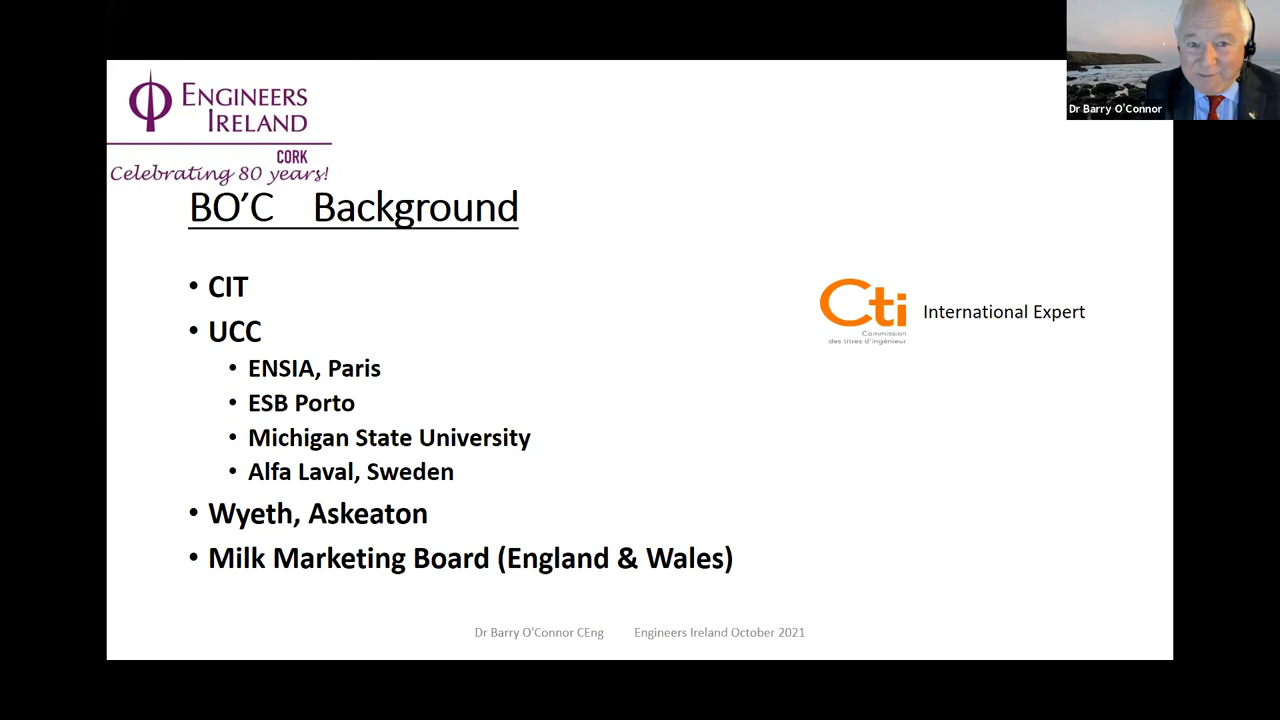 ENGINEERS
IRELAND
CORK
Celebrating 80 years!
BO’C Background
Dr Barry O'Connor
• CIT
• UCC
• ENSIA, Paris
• ESB Porto
• Michigan State University
• Alfa Laval, Sweden
• Wyeth, Askeaton
• Milk Marketing Board (England & Wales)
Cti
Commission
des titres d'ingénieur
International Expert
Dr Barry O'Connor CEng Engineers Ireland October 2021